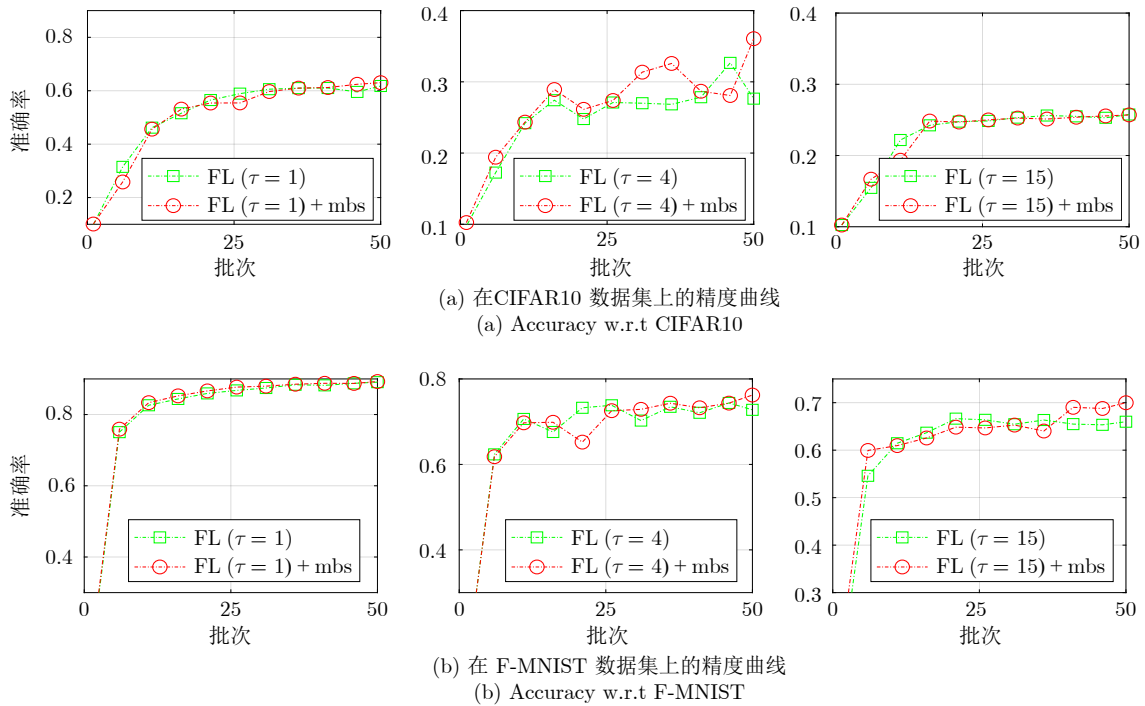 准确率
0.8
0.6
0.4
0.2
0
25
50
批次
FL (τ = 1)
FL (τ = 1) + mbs
0.4
0.3
0.2
0.1
0
25
50
批次
FL (τ = 4)
FL (τ = 4) + mbs
0.4
0.3
0.2
0.1
0
25
50
批次
FL (τ = 15)
FL (τ = 15) + mbs
(a) 在CIFAR10 数据集上的精度曲线
(a) Accuracy w.r.t CIFAR10
准确率
0.8
0.6
0.4
0
25
50
批次
FL (τ = 1)
FL (τ = 1) + mbs
0.8
0.6
0.4
0
25
50
批次
FL (τ = 4)
FL (τ = 4) + mbs
0.7
0.6
0.5
0.4
0.3
0
25
50
批次
FL (τ = 15)
FL (τ = 15) + mbs
(b) 在 F-MNIST 数据集上的精度曲线
(b) Accuracy w.r.t F-MNIST